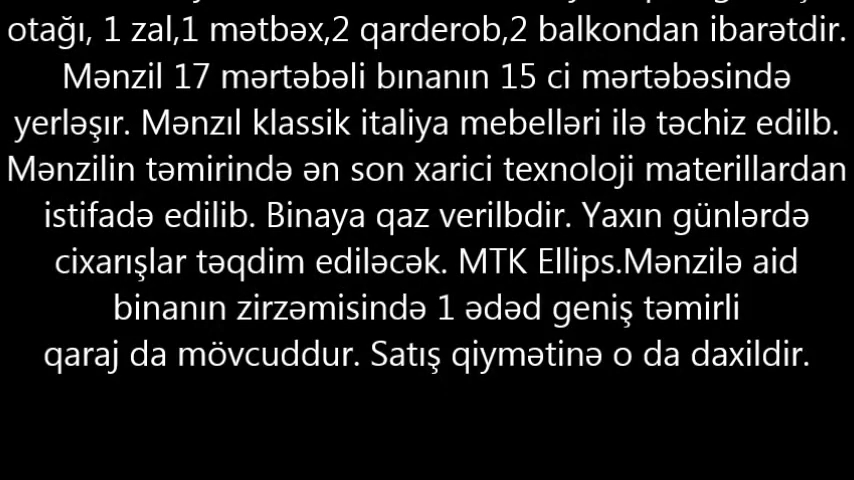 otağı, 1 zal,1 mətbəx,2 qarderob,2 balkondan ibarətdir.
Mənzil 17 mərtəbəli bınanın 15 ci mərtəbəsində
yerləşır. Mənzıl klassik italiya mebelləri ilə təchiz edilb.
Mənzilin təmirində ən son xarici texnoloji materillardan
istifadə edilib. Binaya qaz verilbdir. Yaxın günlərdə
cixarışlar təqdim ediləcək. MTK Ellips.Mənzilə aid
binanın zirzəmisində 1 ədəd geniş təmirli
qaraj da mövcuddur. Satış qiymətinə o da daxildir.